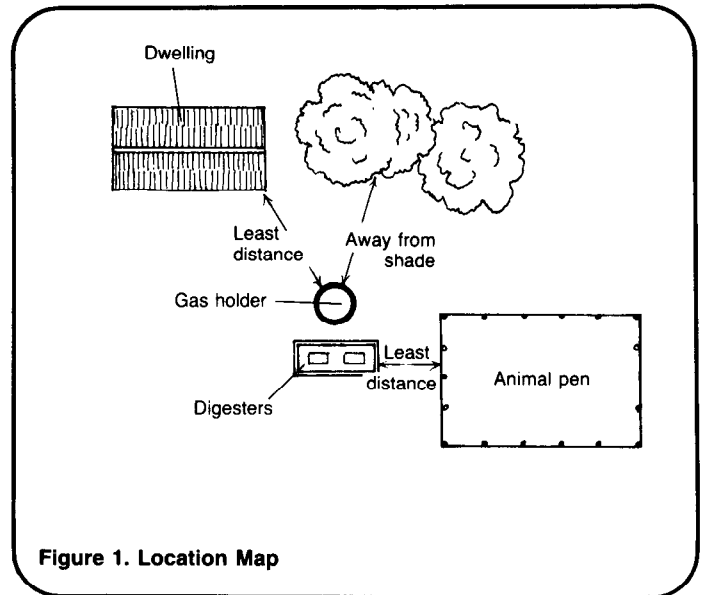 Dwelling
Least
distance
Away from
shade
Gas holder
Least
distance
Animal pen
Digesters
Figure 1. Location Map